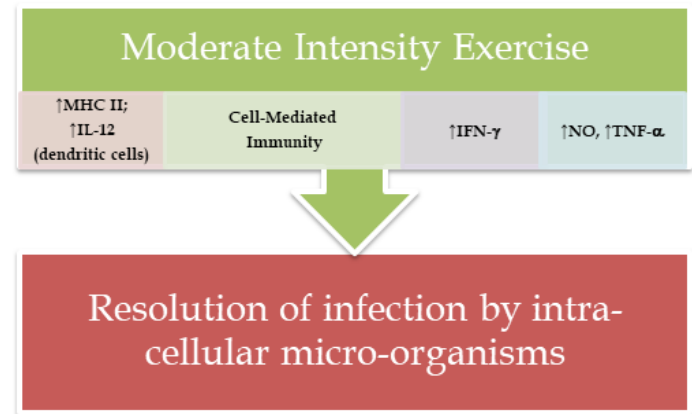 Moderate Intensity Exercise
↑MHC II;
↑IL-12
(dendritic cells)
Cell-Mediated
Immunity
↑IFN-γ
↑NO, ↑TNF-α
Resolution of infection by intra-
cellular micro-organisms